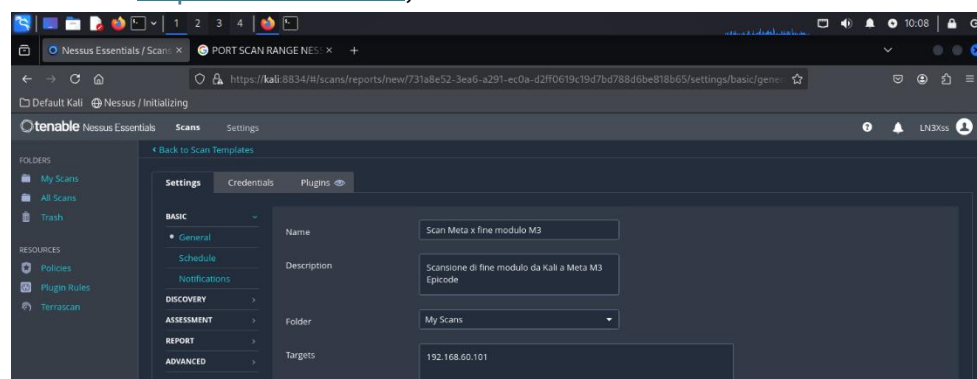 1 2 3 4 10:08
Nessus Essentials / Scans × PORT SCAN RANGE NES × +
https://kali:8834/#/scans/reports/new/731a8e52-3ea6-a291-ec0a-d2ff0619c19d7bd788d6be818b65/settings/basic/gener
Default Kali Nessus / Initializing
tenable Nessus Essentials Scans Settings LN3Xss
FOLDERS
My Scans
All Scans
Trash
RESOURCES
Policies
Plugin Rules
Terrascan
Back to Scan Templates
Settings Credentials Plugins
BASIC
General
Schedule
Notifications
DISCOVERY
ASSESSMENT
REPORT
ADVANCED
Name Scan Meta x fine modulo M3
Description Scansione di fine modulo da Kali a Meta M3
Epicode
Folder My Scans
Targets 192.168.60.101